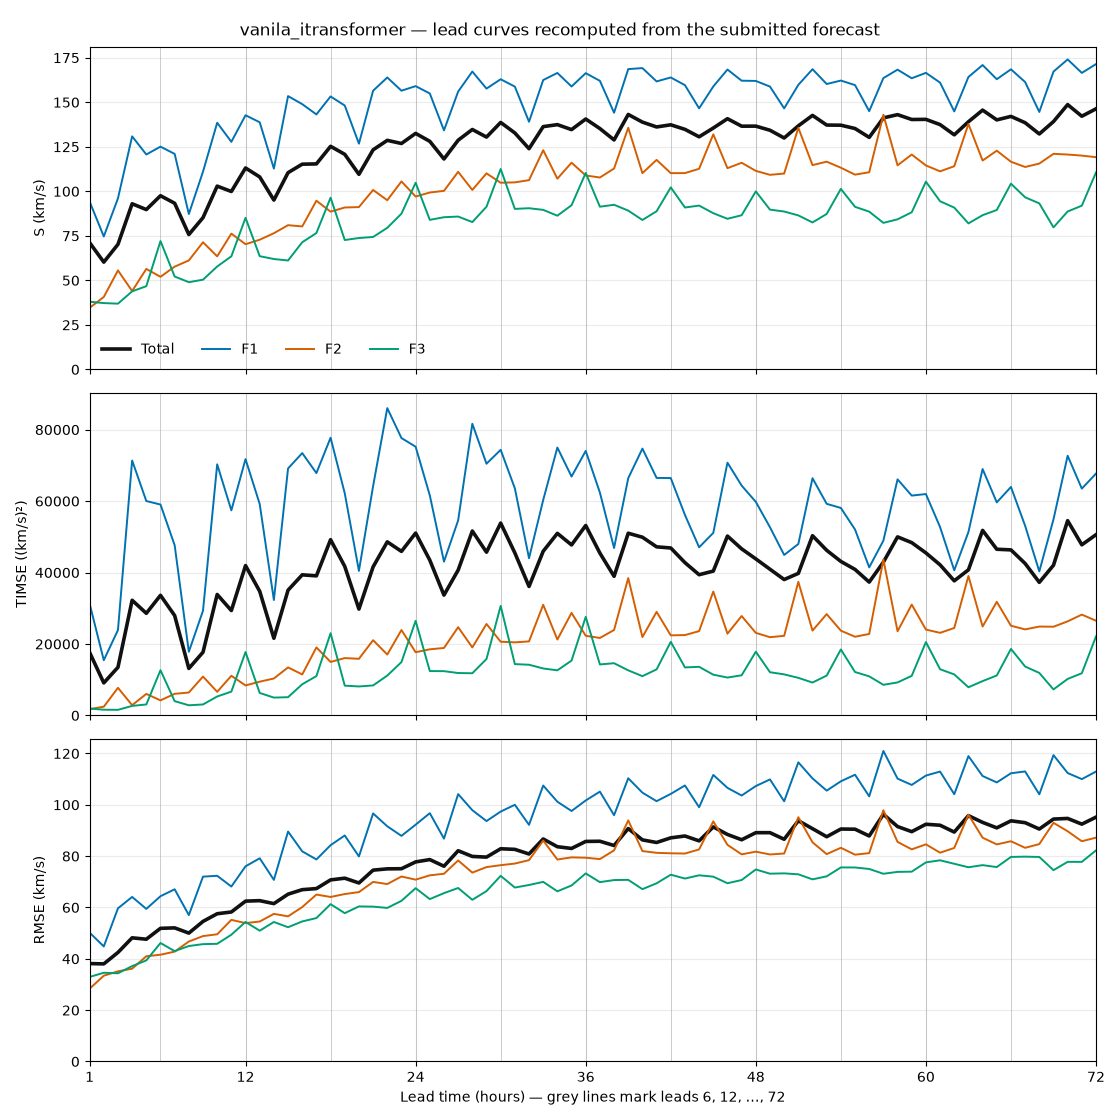 vanila_itransformer — lead curves recomputed from the submitted forecast
175
150
125
100
75
50
25
0
S (km/s)
Total F1 F2 F3
80000
60000
40000
20000
0
TIMSE ((km/s)²)
120
100
80
60
40
20
0
RMSE (km/s)
1 12 24 36 48 60 72
Lead time (hours) — grey lines mark leads 6, 12, ..., 72